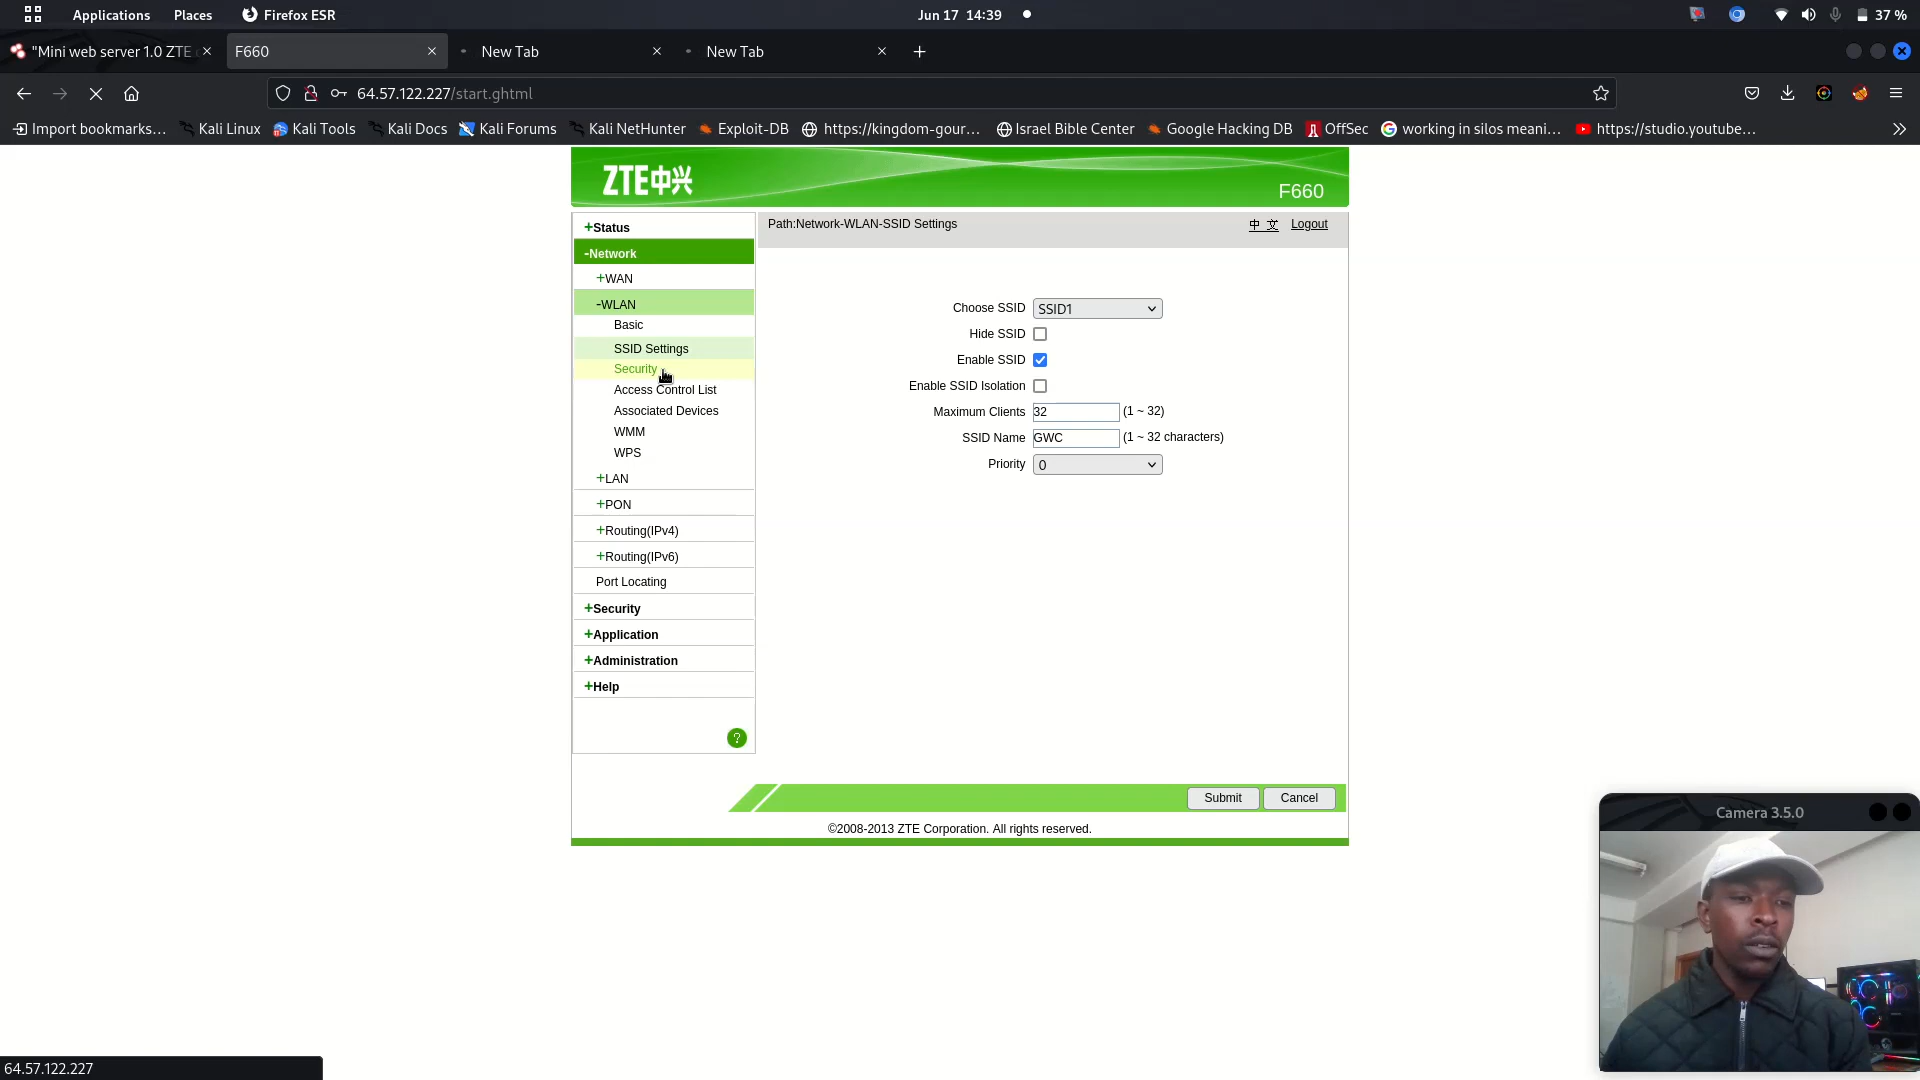 Applications Places Firefox ESR Jun 17 14:39 37 %
"Mini web server 1.0 ZTE F660 New Tab New Tab
64.57.122.227/start.ghtml
Import bookmarks... Kali Linux Kali Tools Kali Docs Kali Forums Kali NetHunter Exploit-DB https://kingdom-gour... Israel Bible Center Google Hacking DB OffSec working in silos meani... https://studio.youtube...
ZTE中兴
F660
+Status
Path:Network-WLAN-SSID Settings 中 文 Logout
-Network
+WAN
-WLAN
Basic
SSID Settings
Security
Access Control List
Associated Devices
WMM
WPS
+LAN
+PON
+Routing(IPv4)
+Routing(IPv6)
Port Locating
+Security
+Application
+Administration
+Help
?
Choose SSID SSID1
Hide SSID
Enable SSID
Enable SSID Isolation
Maximum Clients 32 (1 ~ 32)
SSID Name GWC (1 ~ 32 characters)
Priority 0
Submit Cancel
©2008-2013 ZTE Corporation. All rights reserved.
Camera 3.5.0
64.57.122.227